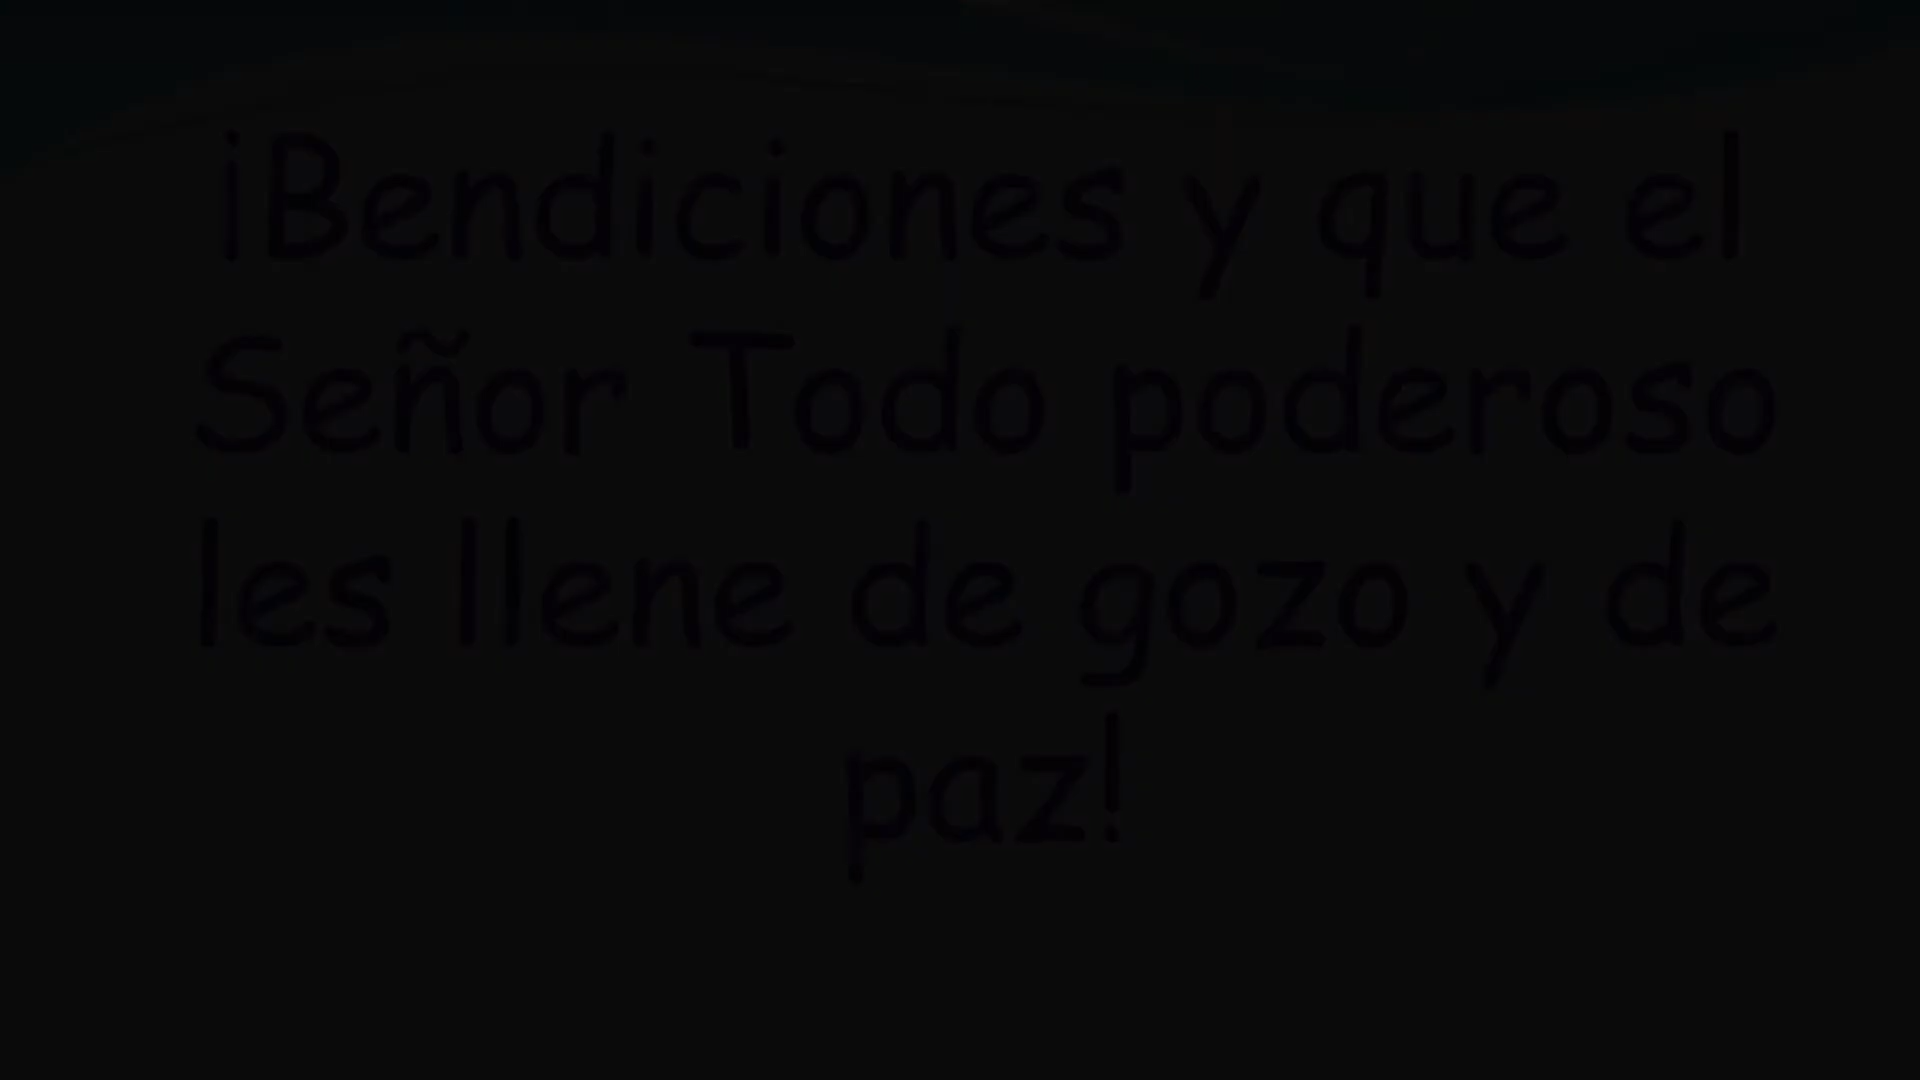 ¡Bendiciones y que el
Señor Todo poderoso
les llene de gozo y de
paz!